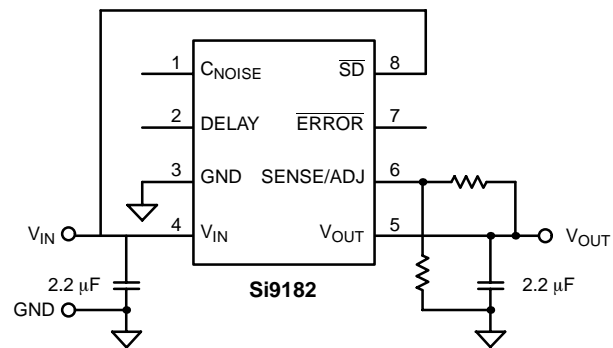 1 C_NOISE SD 8
2 DELAY ERROR 7
3 GND SENSE/ADJ 6
V_IN 4 V_IN V_OUT 5 V_OUT
2.2 μF Si9182 2.2 μF
GND